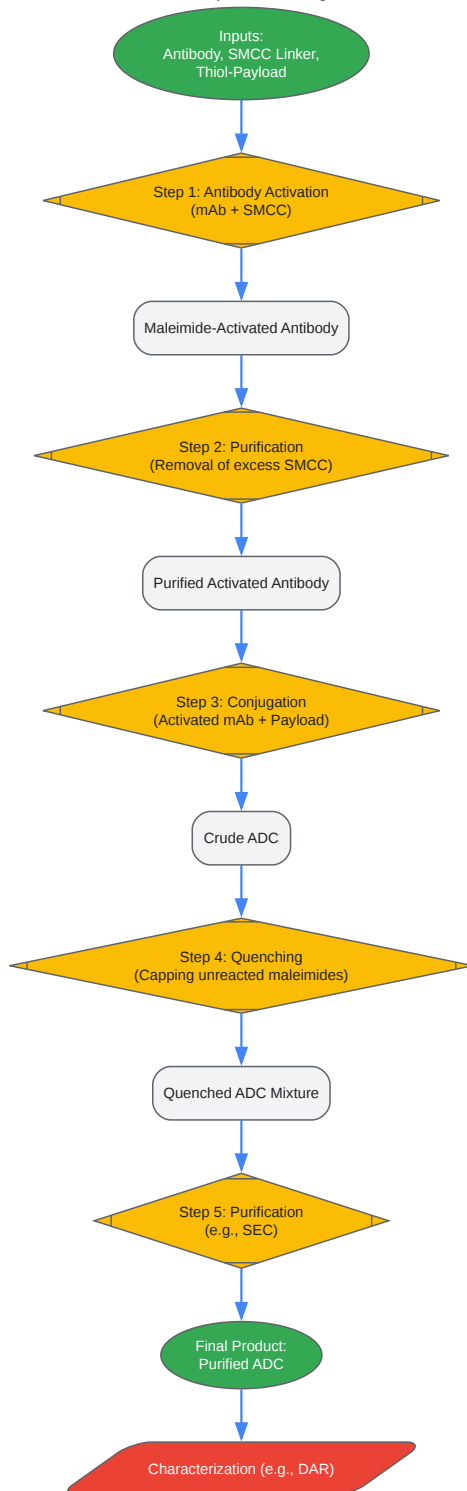 Inputs:
Antibody, SMCC Linker,
Thiol-Payload
Step 1: Antibody Activation
(mAb + SMCC)
Maleimide-Activated Antibody
Step 2: Purification
(Removal of excess SMCC)
Purified Activated Antibody
Step 3: Conjugation
(Activated mAb + Payload)
Crude ADC
Step 4: Quenching
(Capping unreacted maleimides)
Quenched ADC Mixture
Step 5: Purification
(e.g., SEC)
Final Product:
Purified ADC
Characterization (e.g., DAR)